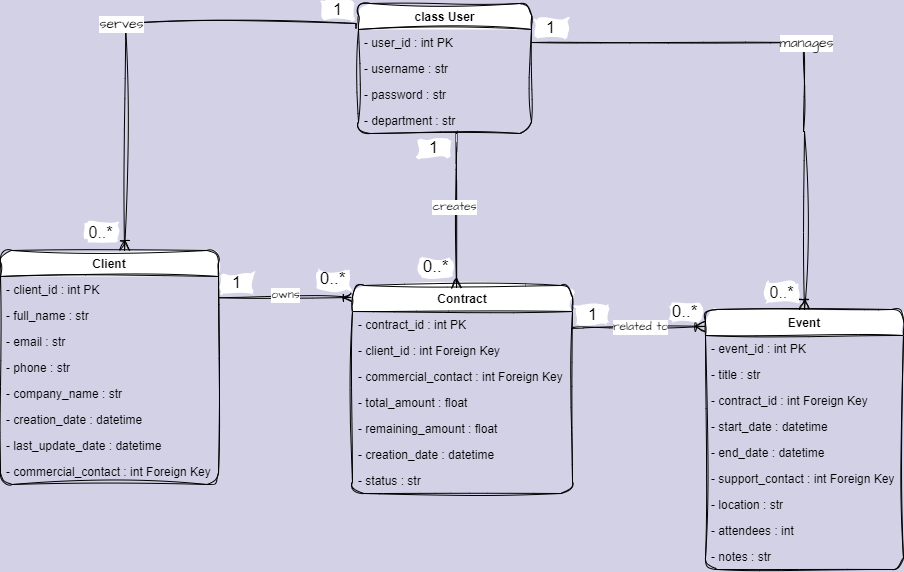 serves
1
class User
- user_id : int PK
- username : str
- password : str
- department : str
1
manages
1
creates
0..*
Client
- client_id : int PK
- full_name : str
- email : str
- phone : str
- company_name : str
- creation_date : datetime
- last_update_date : datetime
- commercial_contact : int Foreign Key
1
owns
0..*
0..*
Contract
- contract_id : int PK
- client_id : int Foreign Key
- commercial_contact : int Foreign Key
- total_amount : float
- remaining_amount : float
- creation_date : datetime
- status : str
1
related to
0..*
0..*
Event
- event_id : int PK
- title : str
- contract_id : int Foreign Key
- start_date : datetime
- end_date : datetime
- support_contact : int Foreign Key
- location : str
- attendees : int
- notes : str